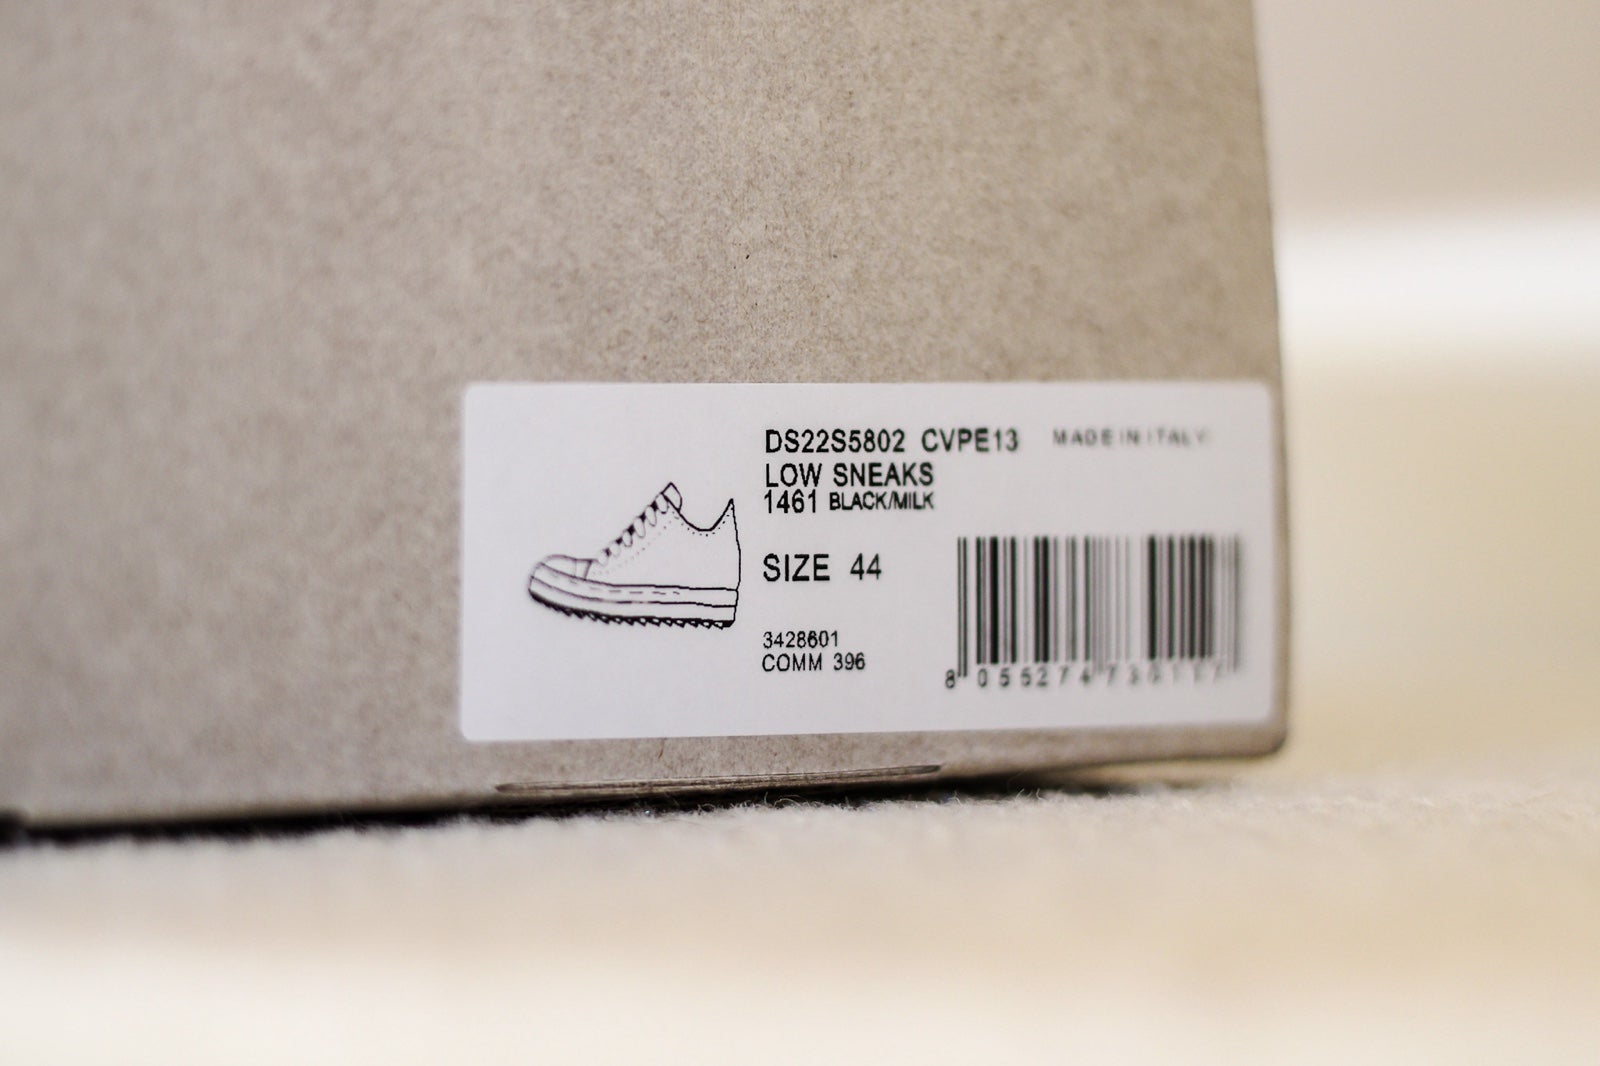 DS22S5802 CVPE13 MADE IN ITALY
LOW SNEAKS
1461 BLACK/MILK
SIZE 44
3428601
COMM 396